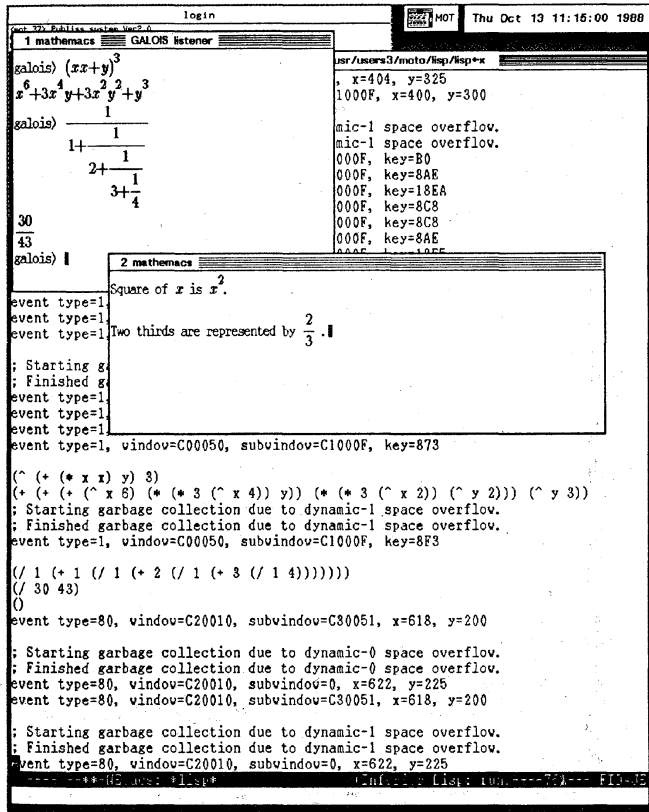 login
MOT Thu Oct 13 11:15:00 1988
1 mathemacs GALOIS listener
galois) (xx+y)^3
x^6+3x^4y+3x^2y^2+y^3
galois) 1
1+ 1
2+ 1
3+ 1
4
30
43
galois)
usr/users3/moto/lisp/lisp+x
, x=404, y=325
1000F, x=400, y=300
mic-1 space overflow.
mic-1 space overflow.
000F, key=B0
000F, key=8AE
000F, key=18EA
000F, key=8C8
000F, key=8C8
000F, key=8AE
2 mathemacs
Square of x is x^2.
Two thirds are represented by 2/3 .
event type=1,
event type=1,
event type=1,
; Starting g
; Finished g
event type=1,
event type=1,
event type=1,
event type=1, window=C00050, subwindow=C1000F, key=873
(^ (+ (* x x) y) 3)
(+ (+ (+ (^ x 6) (* (* 3 (^ x 4)) y)) (* (* 3 (^ x 2)) (^ y 2))) (^ y 3))
; Starting garbage collection due to dynamic-1 space overflow.
; Finished garbage collection due to dynamic-1 space overflow.
event type=1, window=C00050, subwindow=C1000F, key=8F3
(/ 1 (+ 1 (/ 1 (+ 2 (/ 1 (+ 3 (/ 1 4)))))))
(/ 30 43)
()
event type=80, window=C20010, subwindow=C30051, x=618, y=200
; Starting garbage collection due to dynamic-0 space overflow.
; Finished garbage collection due to dynamic-0 space overflow.
event type=80, window=C20010, subwindow=0, x=622, y=225
event type=80, window=C20010, subwindow=C30051, x=618, y=200
; Starting garbage collection due to dynamic-1 space overflow.
; Finished garbage collection due to dynamic-1 space overflow.
event type=80, window=C20010, subwindow=0, x=622, y=225